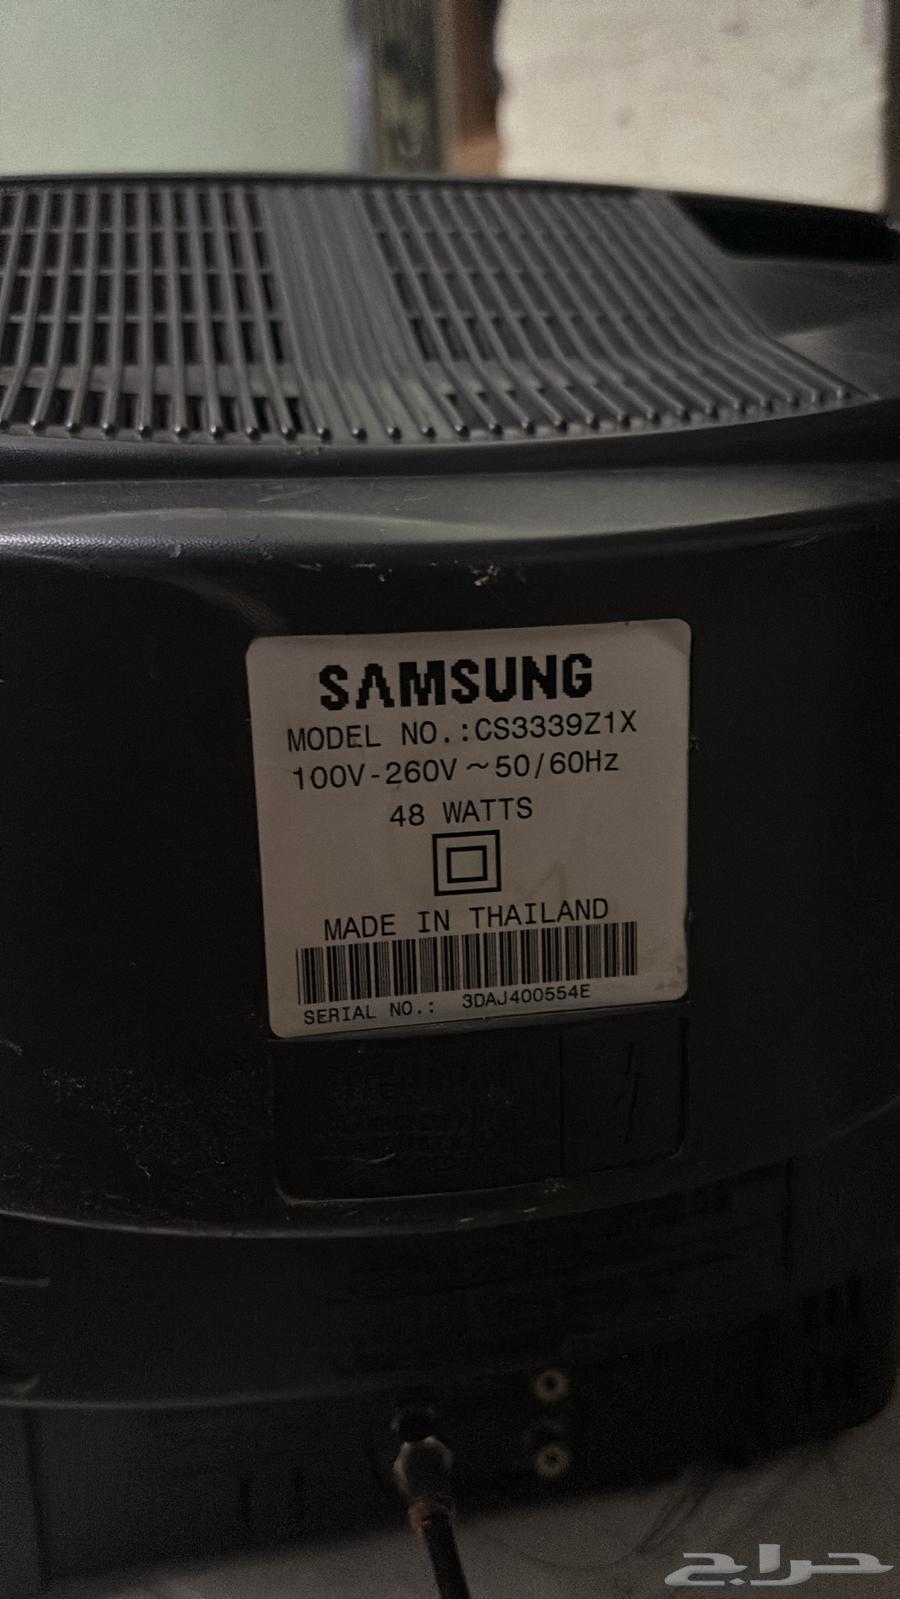 SAMSUNG
MODEL NO.:CS3339Z1X
100V-260V~50/60Hz
48 WATTS
MADE IN THAILAND
SERIAL NO.: 3DAJ400554E
حراج